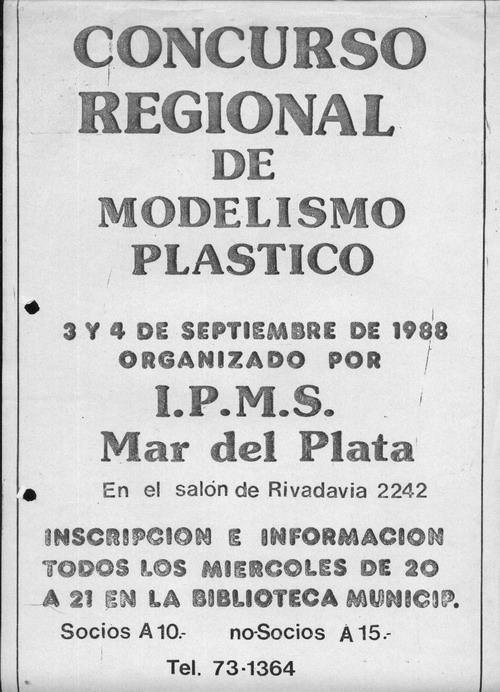 CONCURSO
REGIONAL
DE
MODELISMO
PLASTICO
3 Y 4 DE SEPTIEMBRE DE 1988
ORGANIZADO POR
I.P.M.S.
Mar del Plata
En el salón de Rivadavia 2242
INSCRIPCION E INFORMACION
TODOS LOS MIERCOLES DE 20
A 21 EN LA BIBLIOTECA MUNICIP.
Socios A 10.- no-Socios A 15.-
Tel. 73-1364